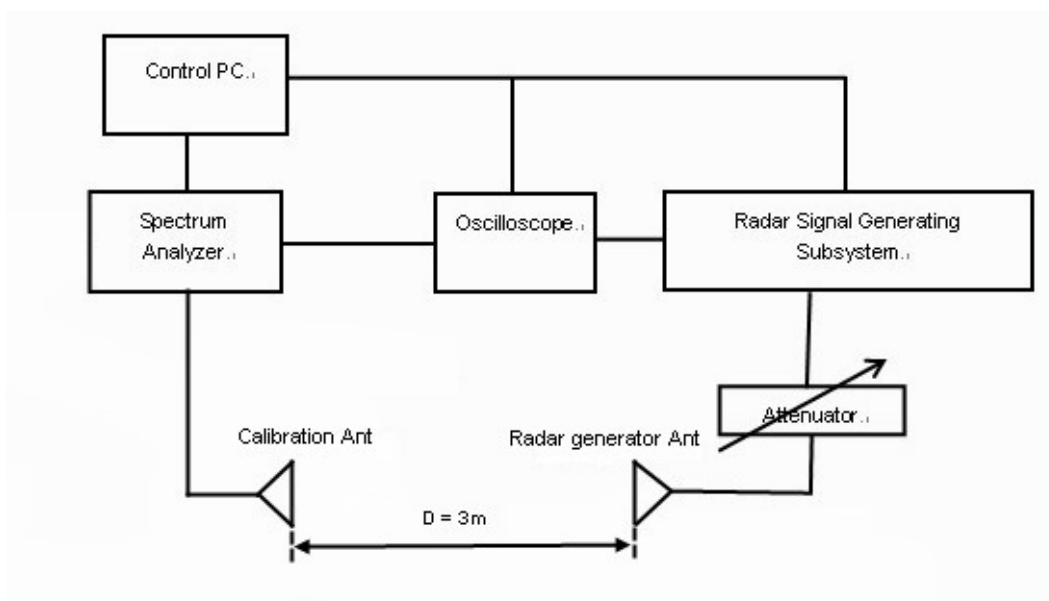 Control PC
Spectrum
Analyzer
Oscilloscope
Radar Signal Generating
Subsystem
Attenuator
Calibration Ant
Radar generator Ant
D = 3m